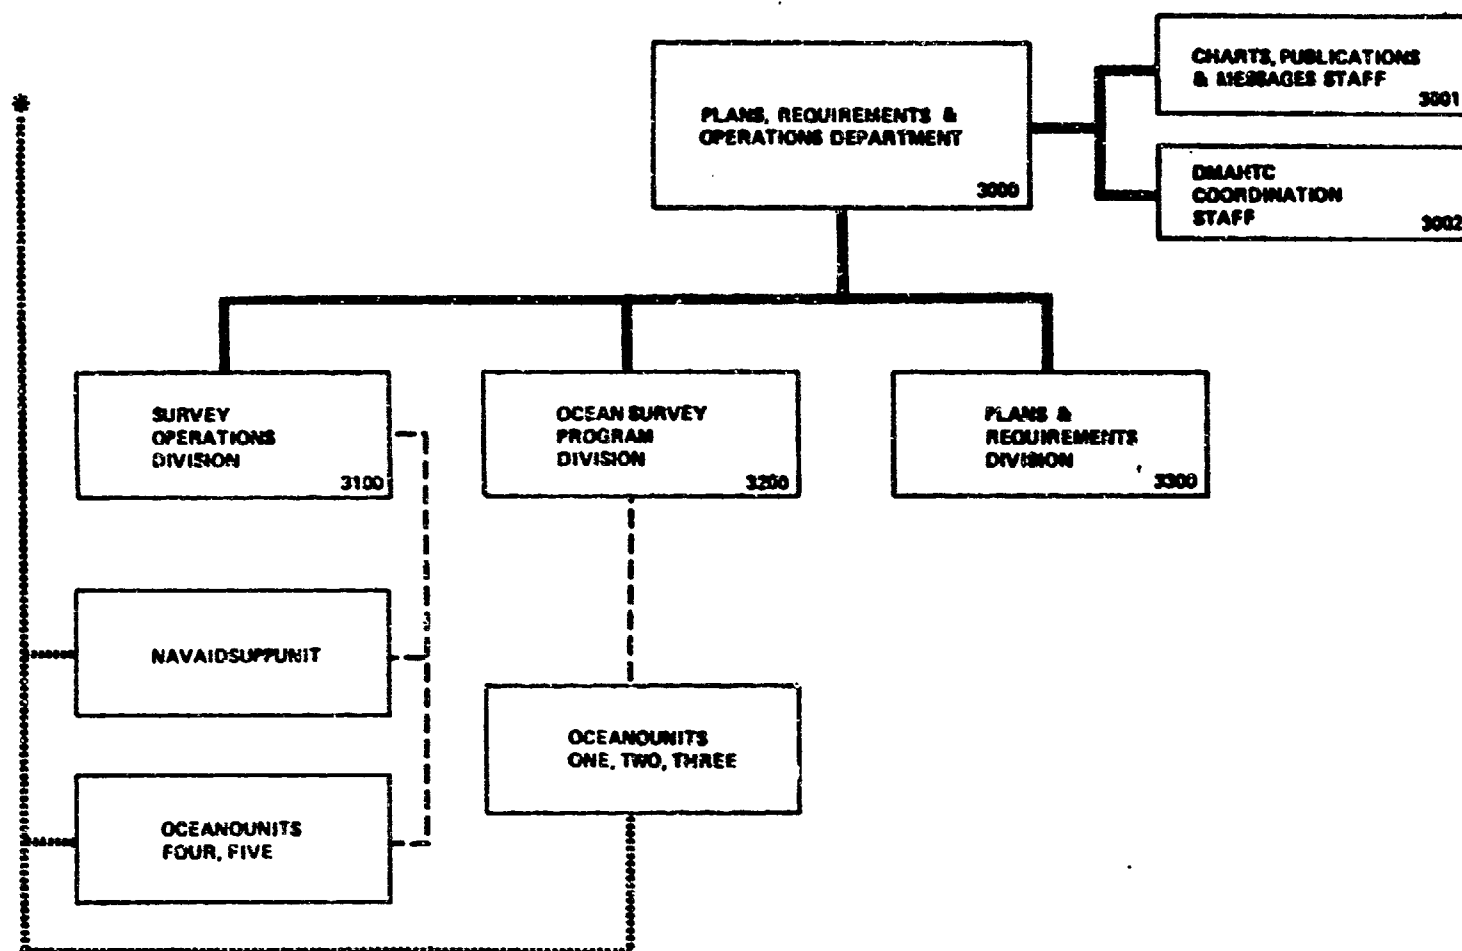 *
PLANS, REQUIREMENTS &
OPERATIONS DEPARTMENT
3000
CHARTS, PUBLICATIONS
& MESSAGES STAFF
3001
DMAHTC
COORDINATION
STAFF
3002
SURVEY
OPERATIONS
DIVISION
3100
OCEAN SURVEY
PROGRAM
DIVISION
3200
PLANS &
REQUIREMENTS
DIVISION
3300
NAVAIDSUPPUNIT
OCEANOUNITS
ONE, TWO, THREE
OCEANOUNITS
FOUR, FIVE